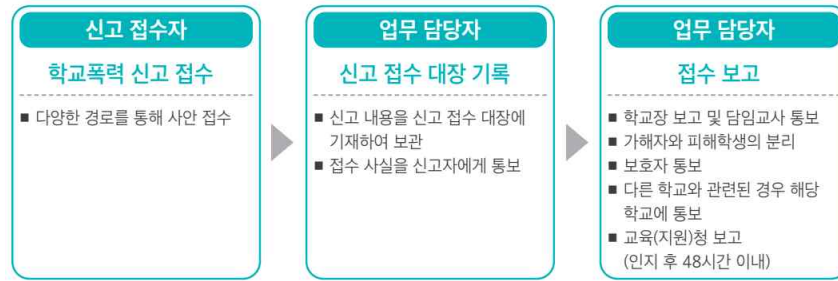 신고 접수자
학교폭력 신고 접수
■ 다양한 경로를 통해 사안 접수
업무 담당자
신고 접수 대장 기록
■ 신고 내용을 신고 접수 대장에
기재하여 보관
■ 접수 사실을 신고자에게 통보
업무 담당자
접수 보고
■ 학교장 보고 및 담임교사 통보
■ 가해자와 피해학생의 분리
■ 보호자 통보
■ 다른 학교와 관련된 경우 해당
학교에 통보
■ 교육(지원)청 보고
(인지 후 48시간 이내)